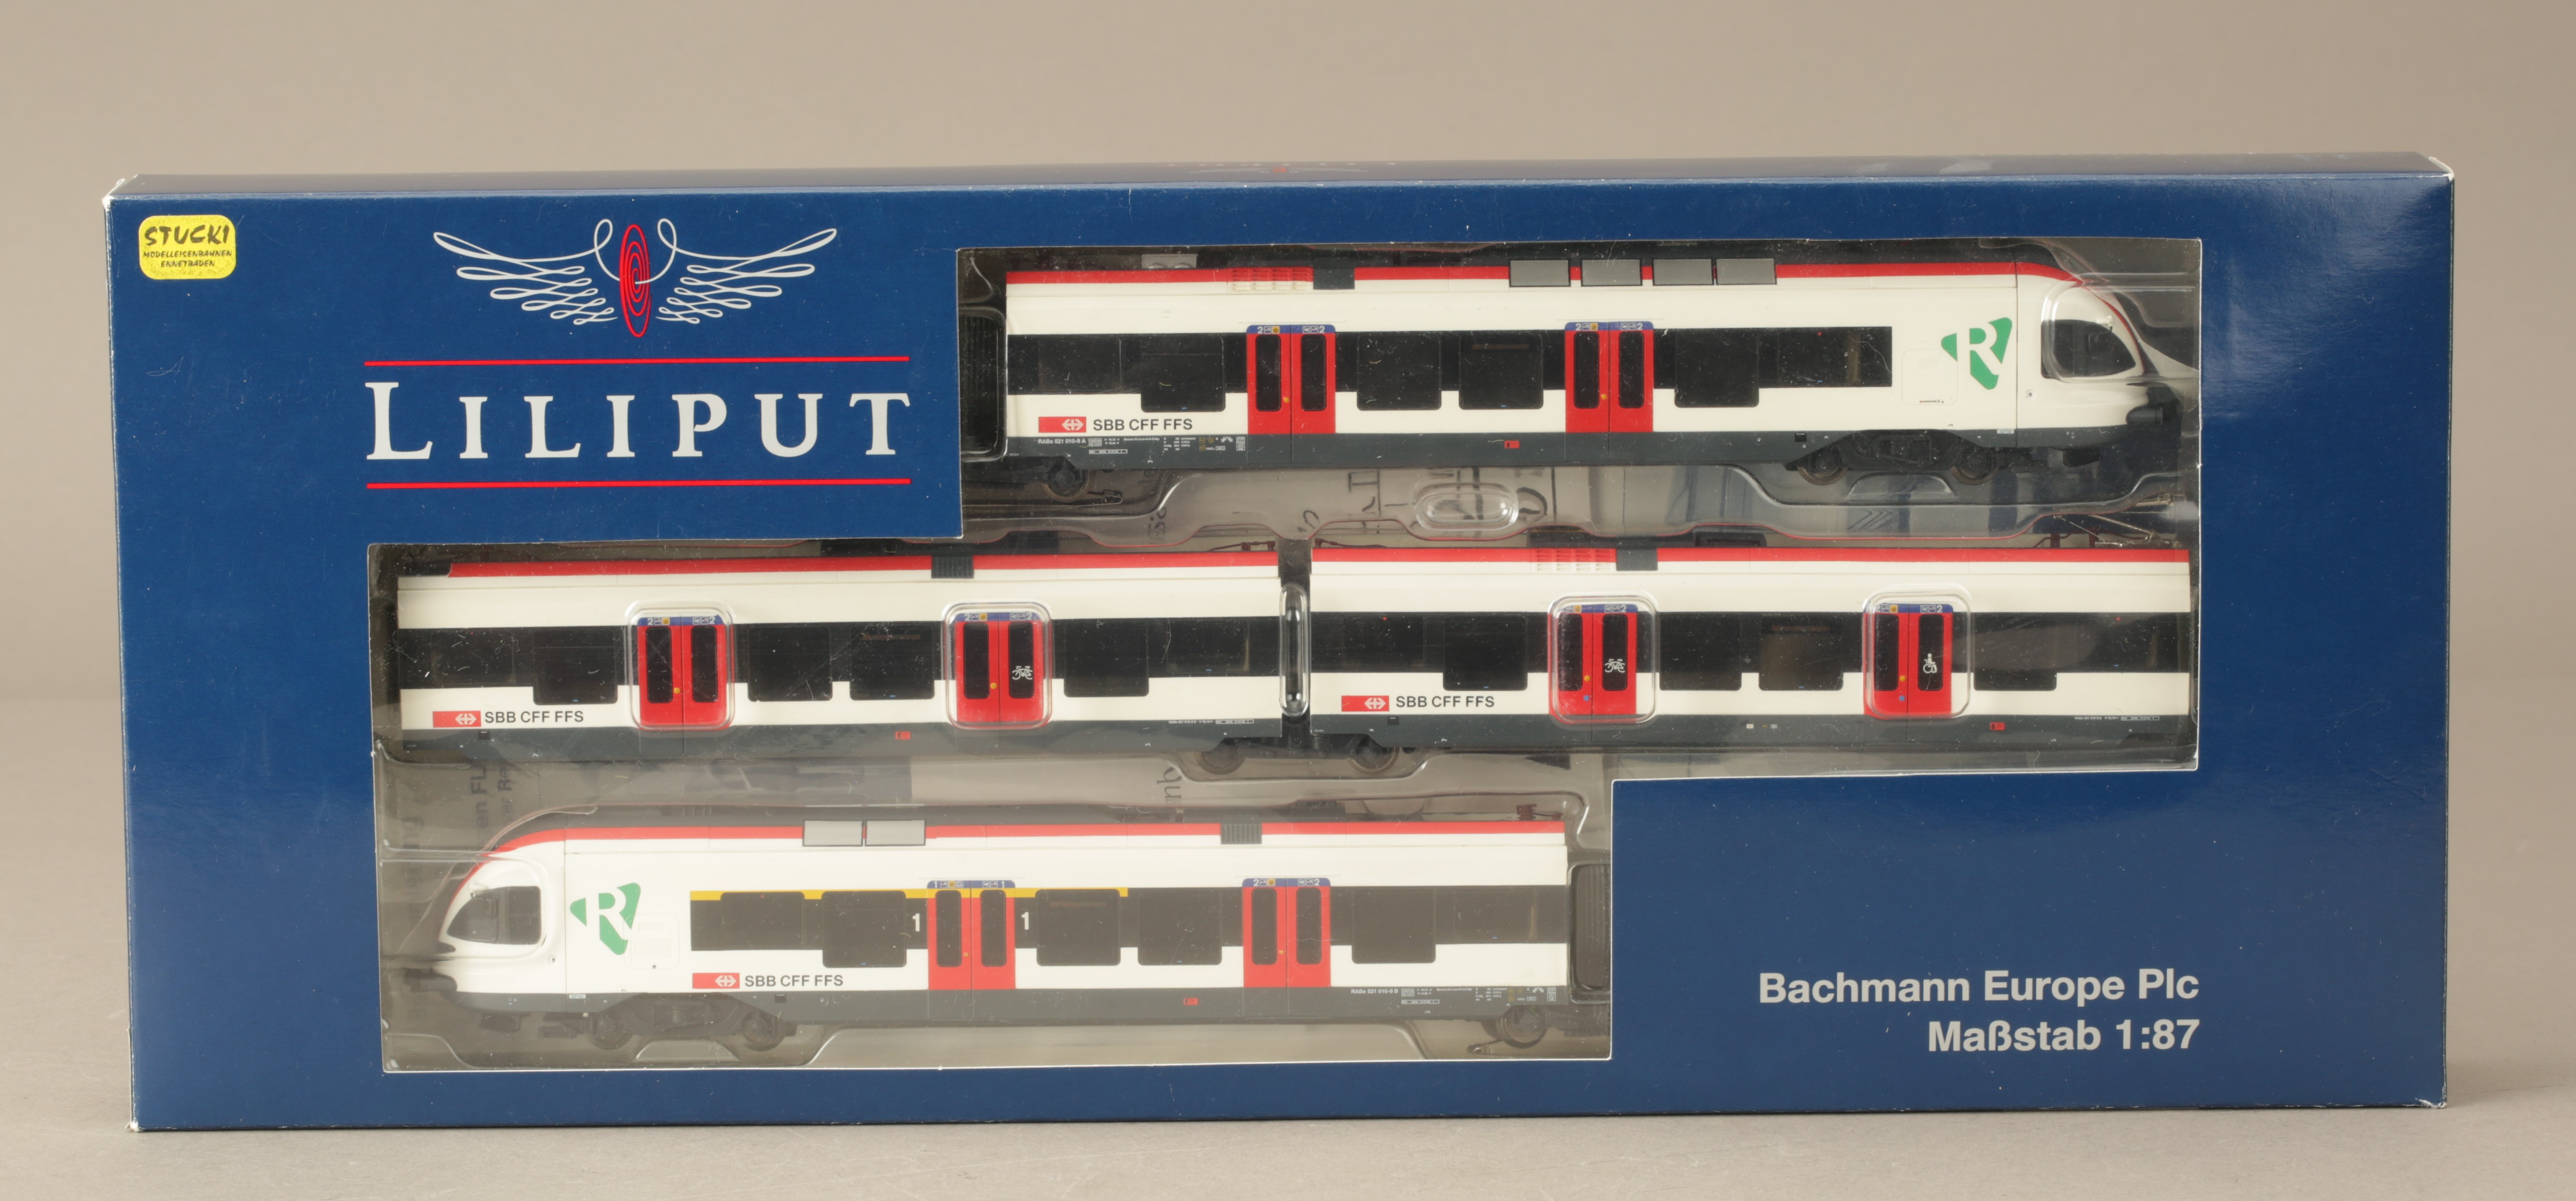 STUCKI
MODELLEISENBAHNEN
ENNETBADEN
LILIPUT
R
SBB CFF FFS
SBB CFF FFS
SBB CFF FFS
R
1 1
SBB CFF FFS
Bachmann Europe Plc
Maßstab 1:87